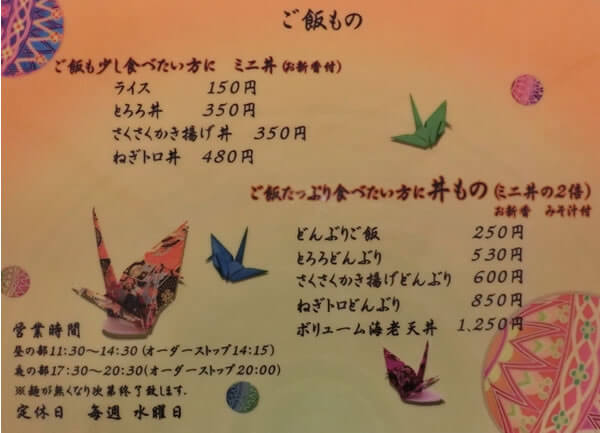 ご飯もの
ご飯も少し食べたい方に ミニ丼(お新香付)
ライス 150円
とろろ丼 350円
さくさくかき揚げ丼 350円
ねぎトロ丼 480円
ご飯たっぷり食べたい方に丼もの(ミニ丼の2倍)
お新香 みそ汁付
どんぶりご飯 250円
とろろどんぶり 530円
さくさくかき揚げどんぶり 600円
ねぎトロどんぶり 850円
ボリューム海老天丼 1,250円
営業時間
昼の部11:30~14:30(オーダーストップ14:15)
夜の部17:30~20:30(オーダーストップ20:00)
※麺が無くなり次第終了致します.
定休日 毎週 水曜日